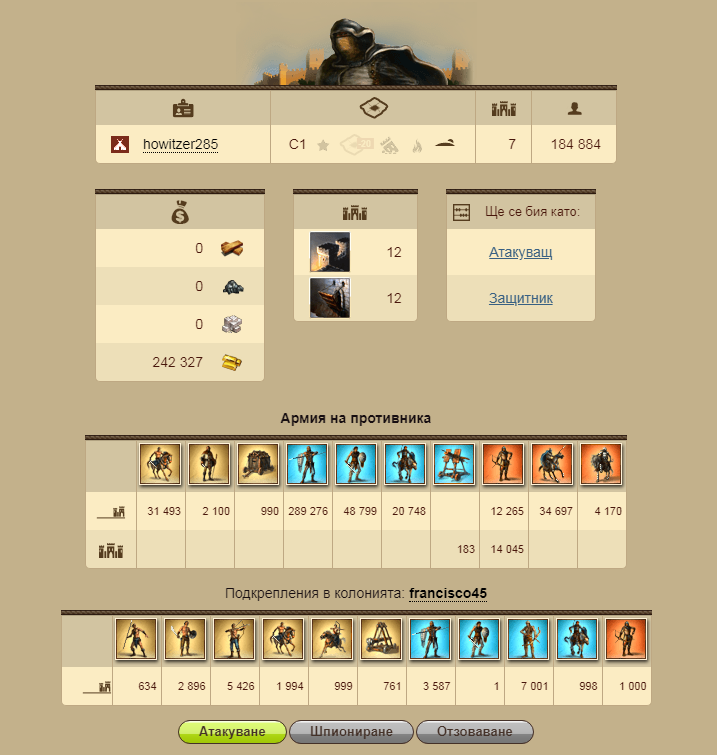 howitzer285 C1 7 184 884
Ще се бия като:
0
0
0
242 327
12
12
Атакуващ
Защитник
Армия на противника
31 493 2 100 990 289 276 48 799 20 748 12 265 34 697 4 170
183 14 045
Подкрепления в колонията: francisco45
634 2 896 5 426 1 994 999 761 3 587 1 7 001 998 1 000
Атакуване Шпиониране Отзоваване